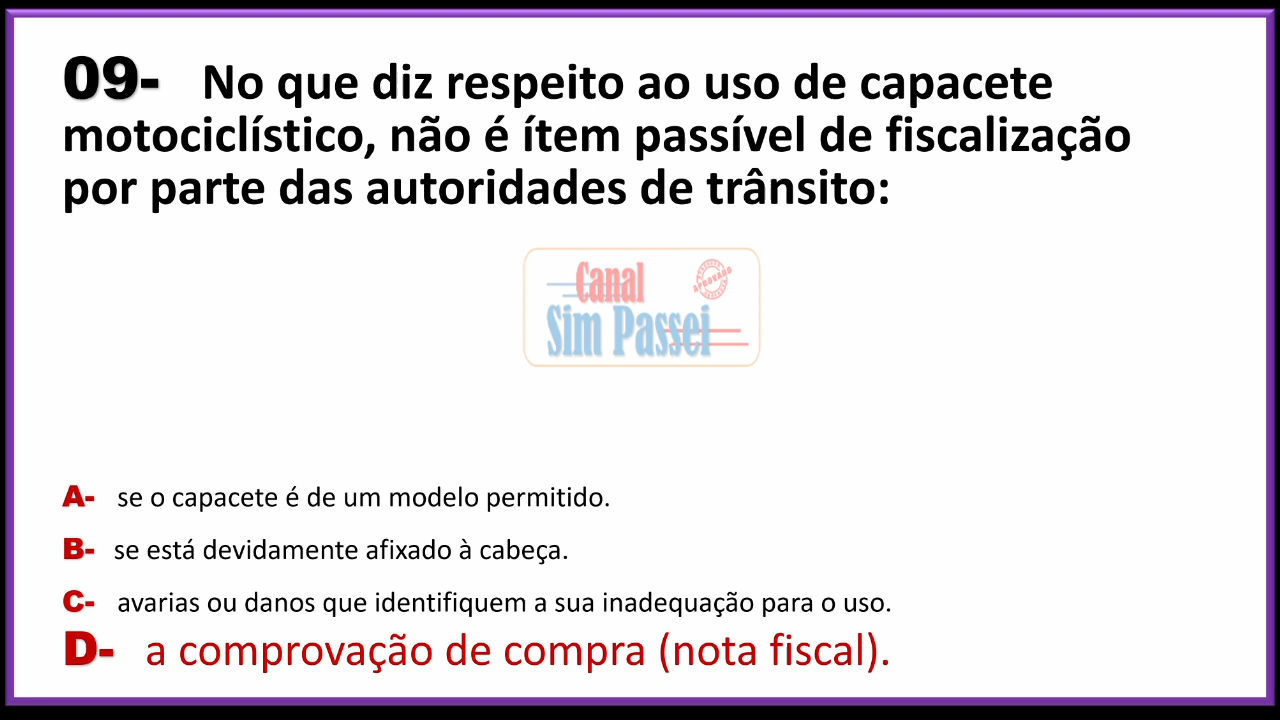 09- No que diz respeito ao uso de capacete
motociclístico, não é ítem passível de fiscalização
por parte das autoridades de trânsito:
Canal
APROVADO
Sim Passei
A- se o capacete é de um modelo permitido.
B- se está devidamente afixado à cabeça.
C- avarias ou danos que identifiquem a sua inadequação para o uso.
D- a comprovação de compra (nota fiscal).